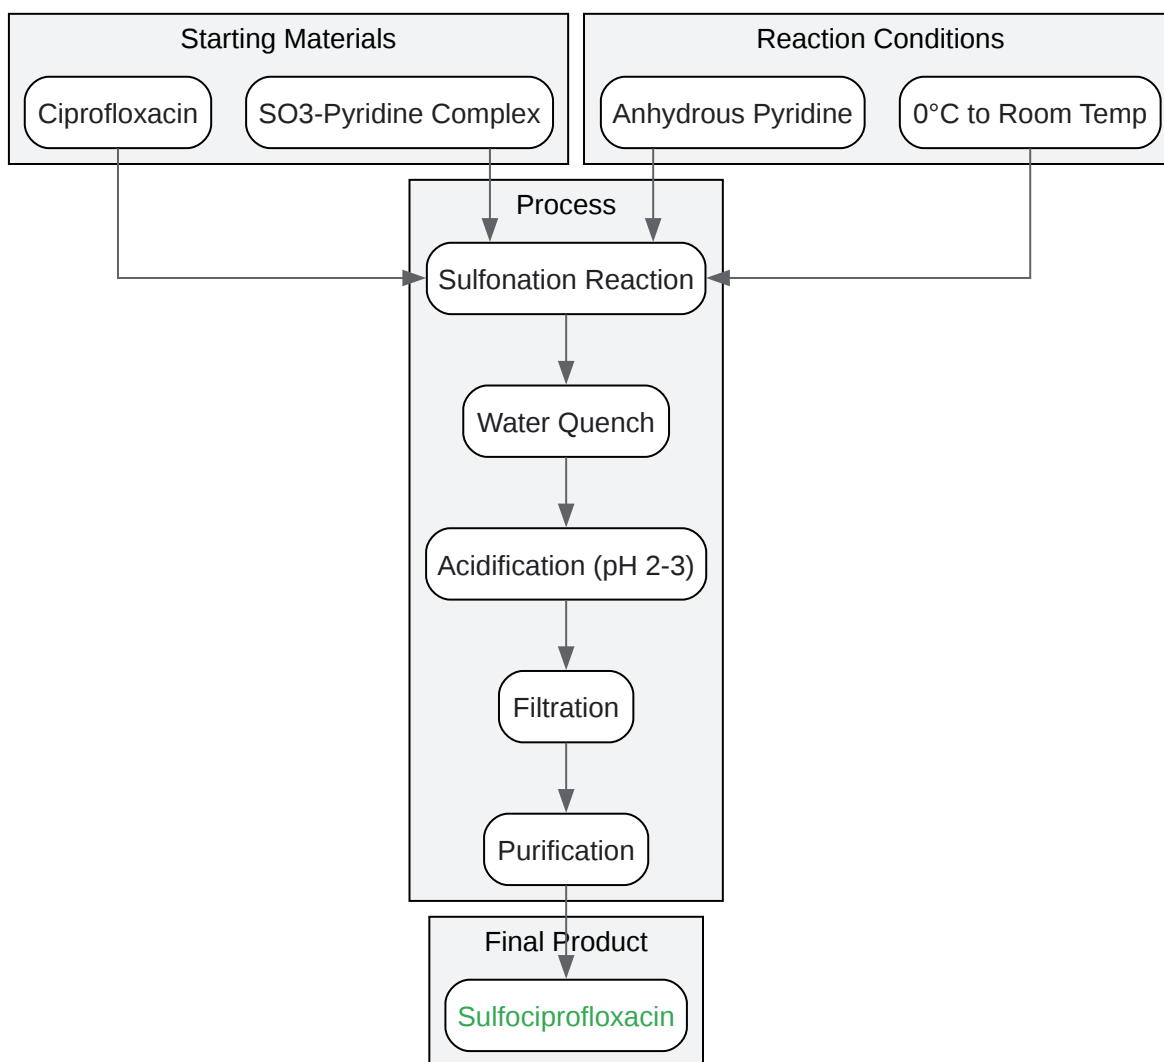 Starting Materials
Reaction Conditions
Ciprofloxacin
SO3-Pyridine Complex
Anhydrous Pyridine
0°C to Room Temp
Process
Sulfonation Reaction
Water Quench
Acidification (pH 2-3)
Filtration
Purification
Final Product
Sulfociprofloxacin